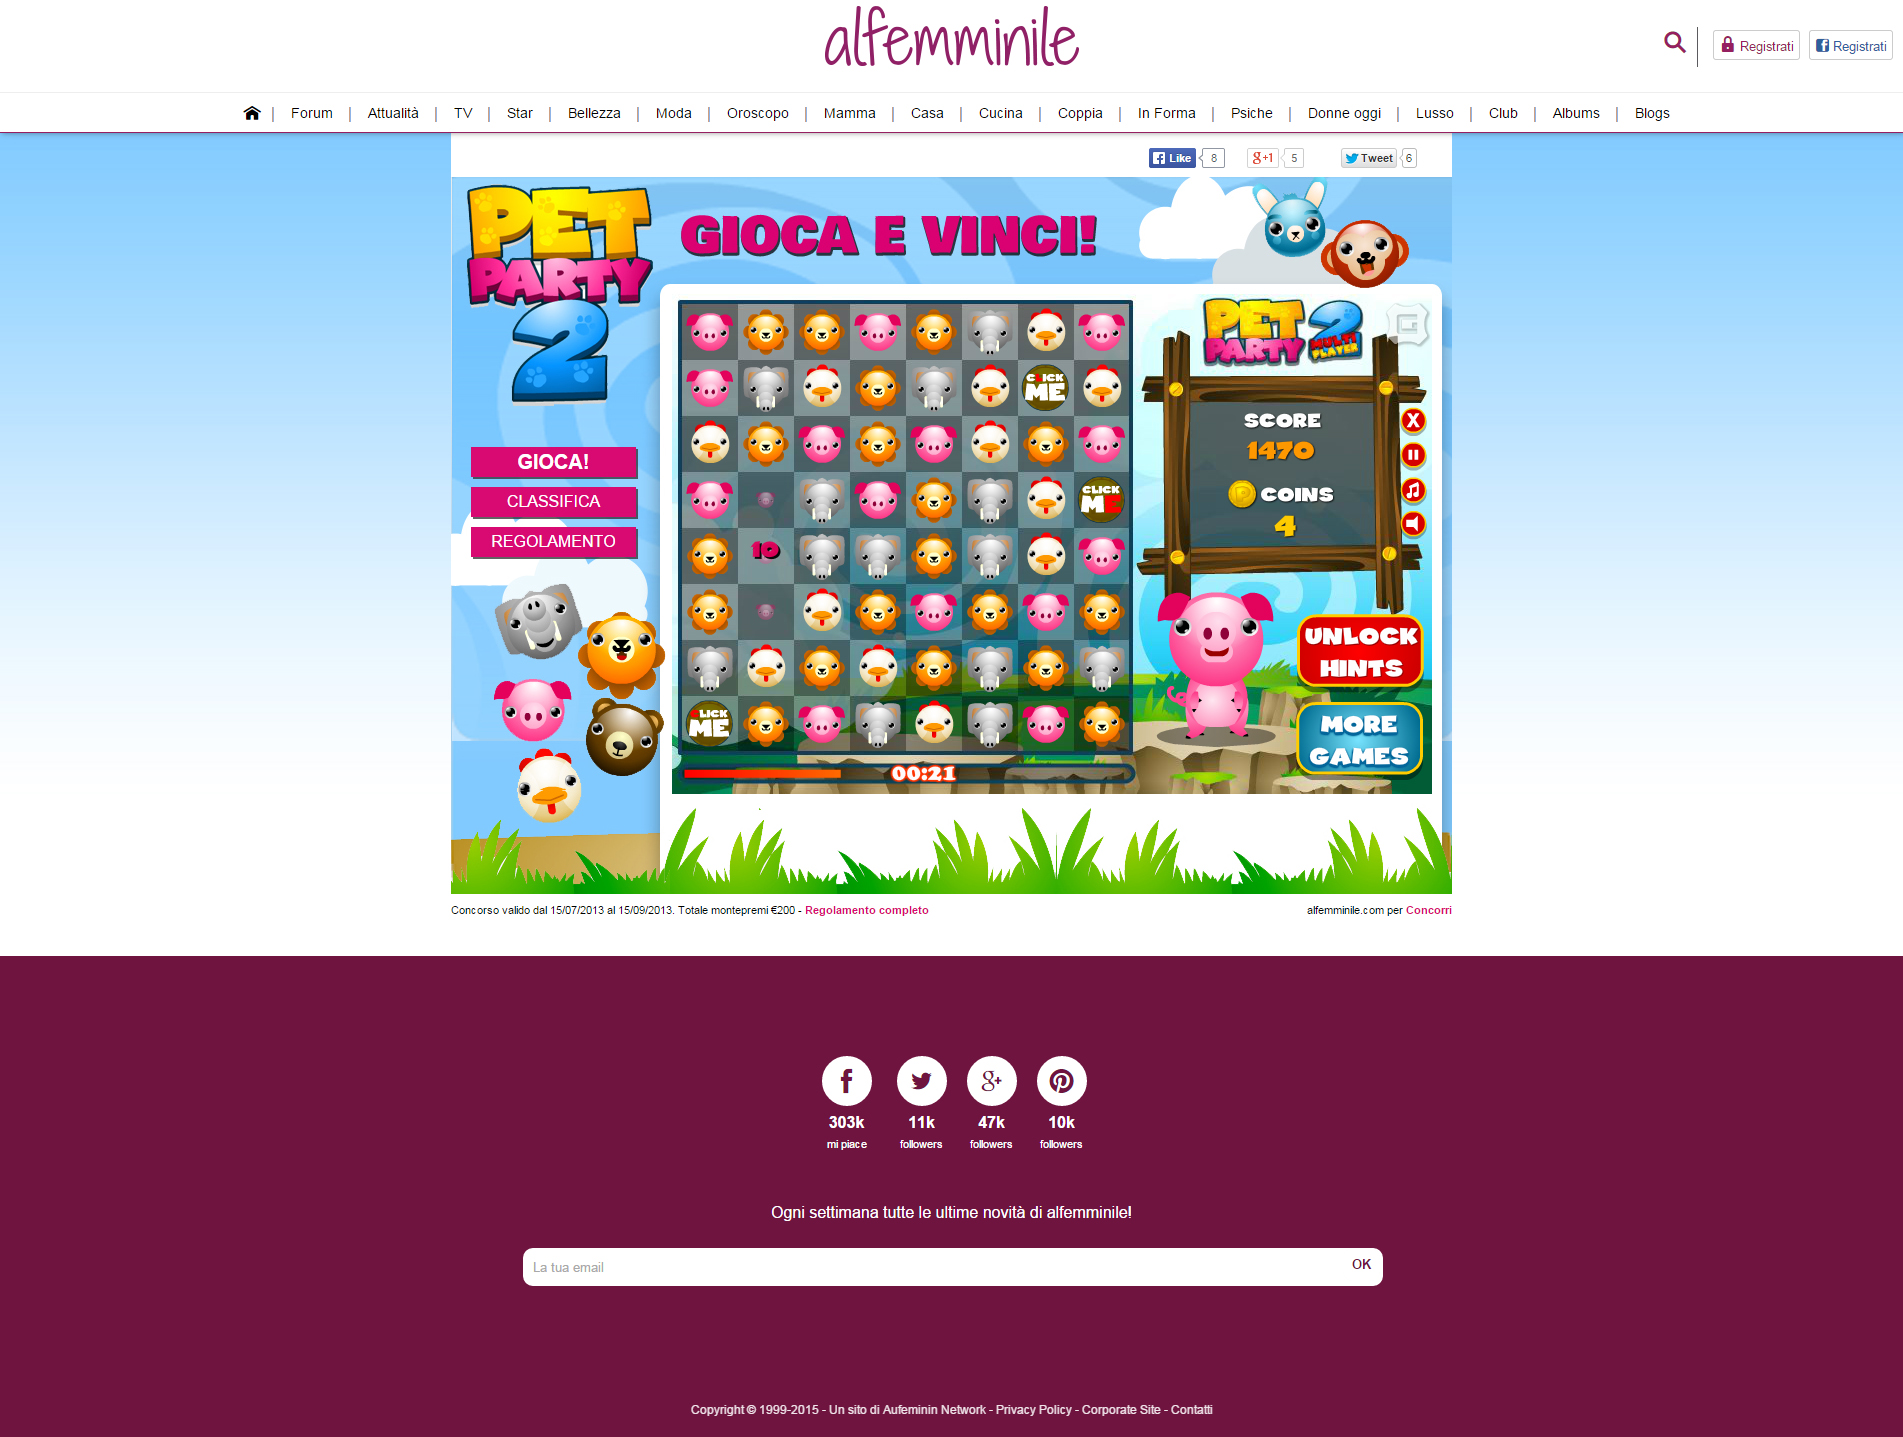 alfemminile
Registrati
Registrati
Forum | Attualità | TV | Star | Bellezza | Moda | Oroscopo | Mamma | Casa | Cucina | Coppia | In Forma | Psiche | Donne oggi | Lusso | Club | Albums | Blogs
Like 8
g+1 5
Tweet 6
PET
PARTY
2
GIOCA E VINCI!
GIOCA!
CLASSIFICA
REGOLAMENTO
CLICK
ME
CLICK
ME
10
CLICK
ME
00:21
PET
PARTY
2
MULTI
PLAYER
SCORE
1470
COINS
4
UNLOCK
HINTS
MORE
GAMES
Concorso valido dal 15/07/2013 al 15/09/2013. Totale montepremi €200 - Regolamento completo
alfemminile.com per Concorri
303k
mi piace
11k
followers
47k
followers
10k
followers
Ogni settimana tutte le ultime novità di alfemminile!
La tua email
OK
Copyright © 1999-2015 - Un sito di Aufeminin Network - Privacy Policy - Corporate Site - Contatti